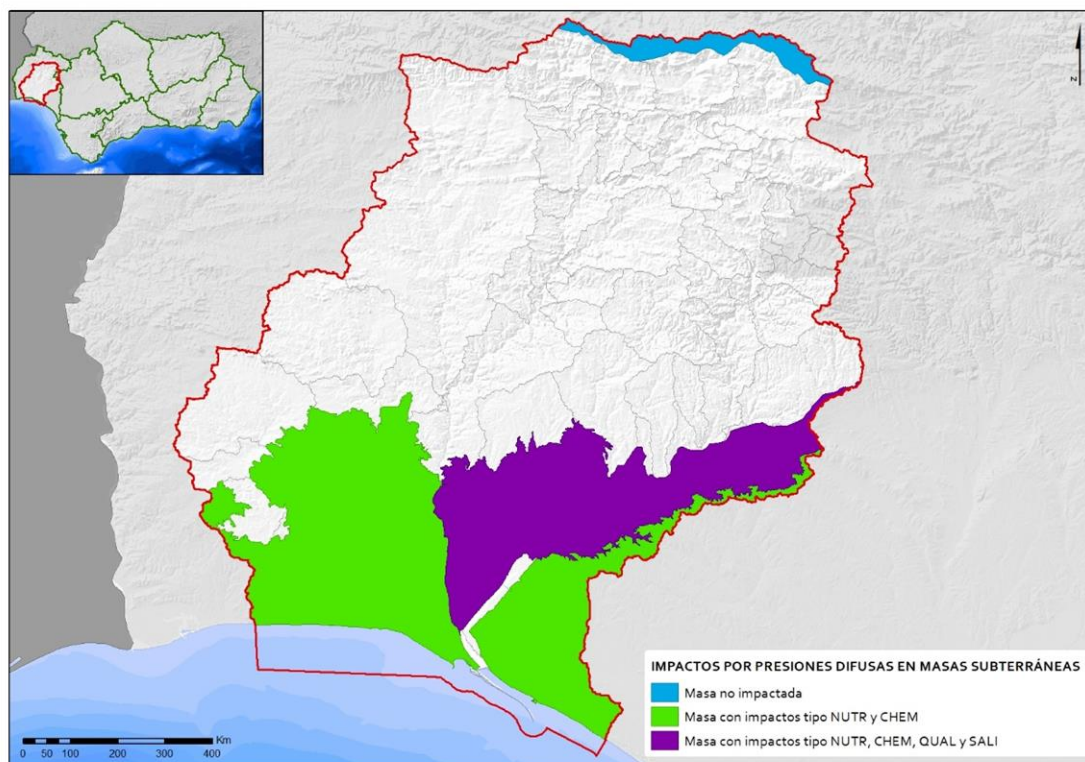 N
IMPACTOS POR PRESIONES DIFUSAS EN MASAS SUBTERRÁNEAS
Masa no impactada
Masa con impactos tipo NUTR y CHEM
Masa con impactos tipo NUTR, CHEM, QUAL y SALI
Km
0 50 100 200 300 400